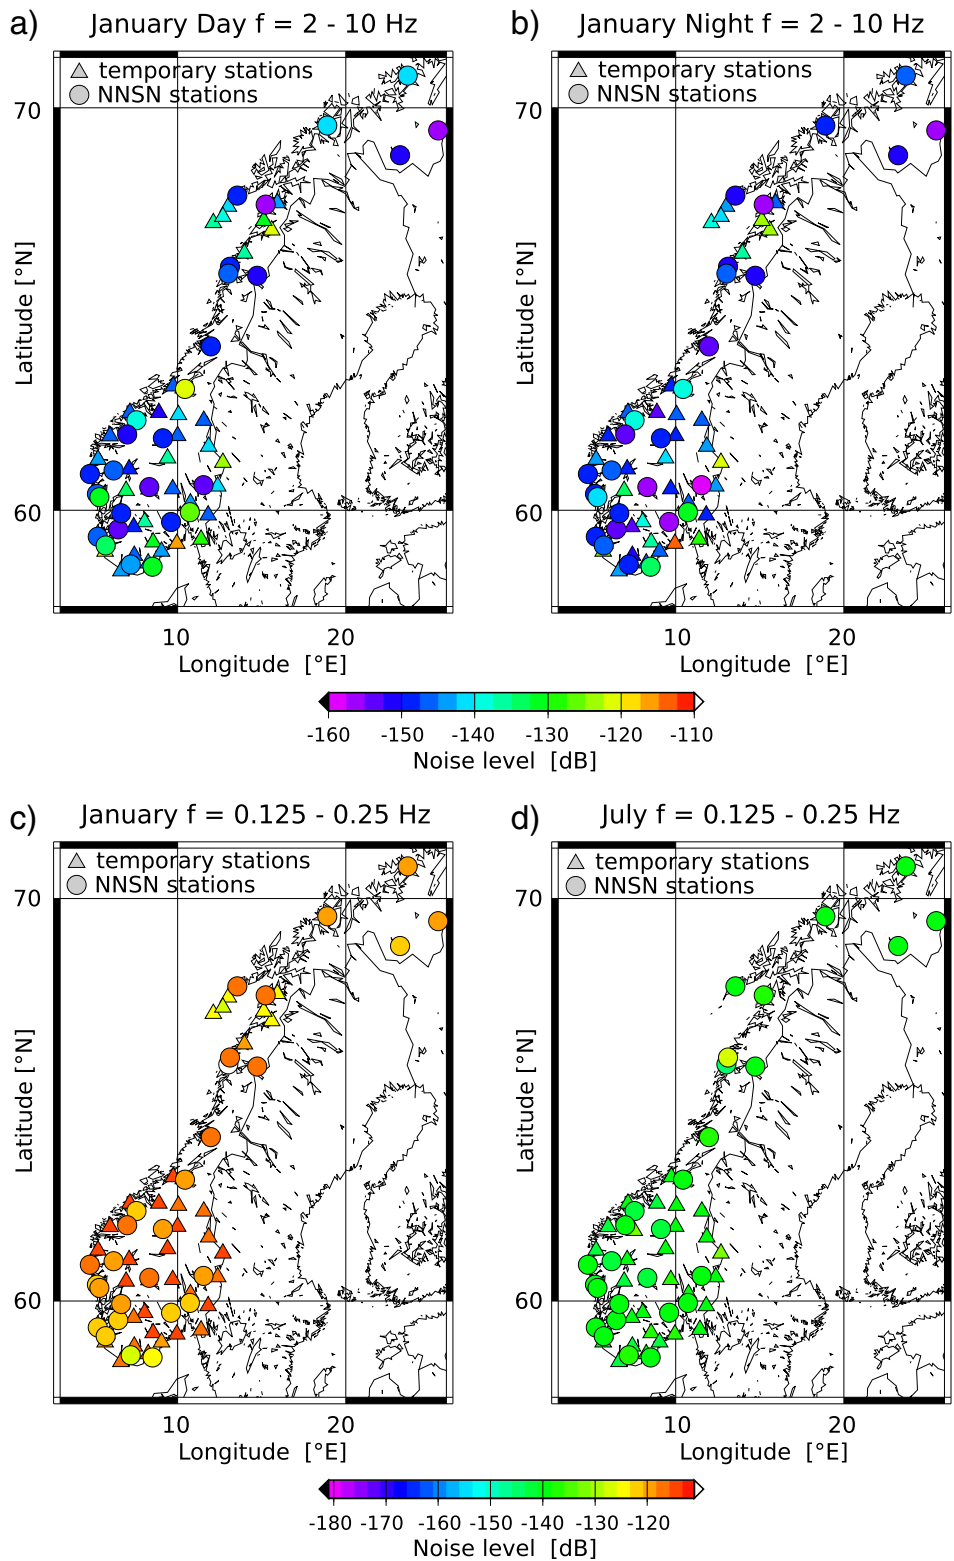 a) January Day f = 2 - 10 Hz
temporary stations
NNSN stations
70
60
Latitude [°N]
10 20
Longitude [°E]
b) January Night f = 2 - 10 Hz
temporary stations
NNSN stations
70
60
Latitude [°N]
10 20
Longitude [°E]
-160 -150 -140 -130 -120 -110
Noise level [dB]
c) January f = 0.125 - 0.25 Hz
temporary stations
NNSN stations
70
60
Latitude [°N]
10 20
Longitude [°E]
d) July f = 0.125 - 0.25 Hz
temporary stations
NNSN stations
70
60
Latitude [°N]
10 20
Longitude [°E]
-180 -170 -160 -150 -140 -130 -120
Noise level [dB]